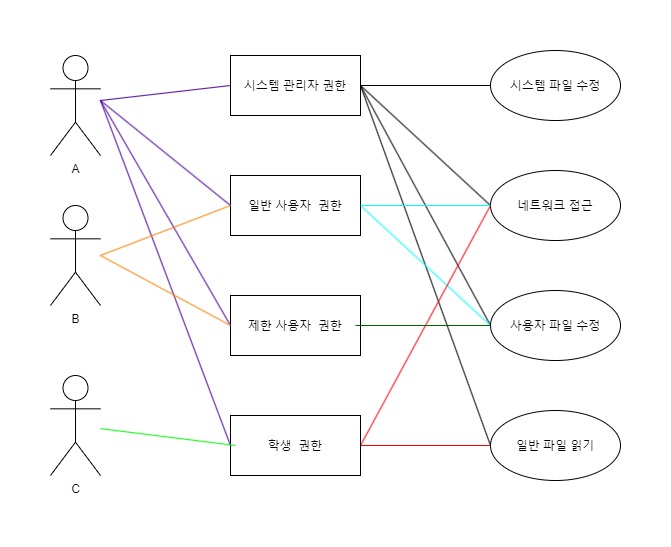 시스템 관리자 권한
시스템 파일 수정
A
일반 사용자 권한
네트워크 접근
B
제한 사용자 권한
사용자 파일 수정
학생 권한
일반 파일 읽기
C